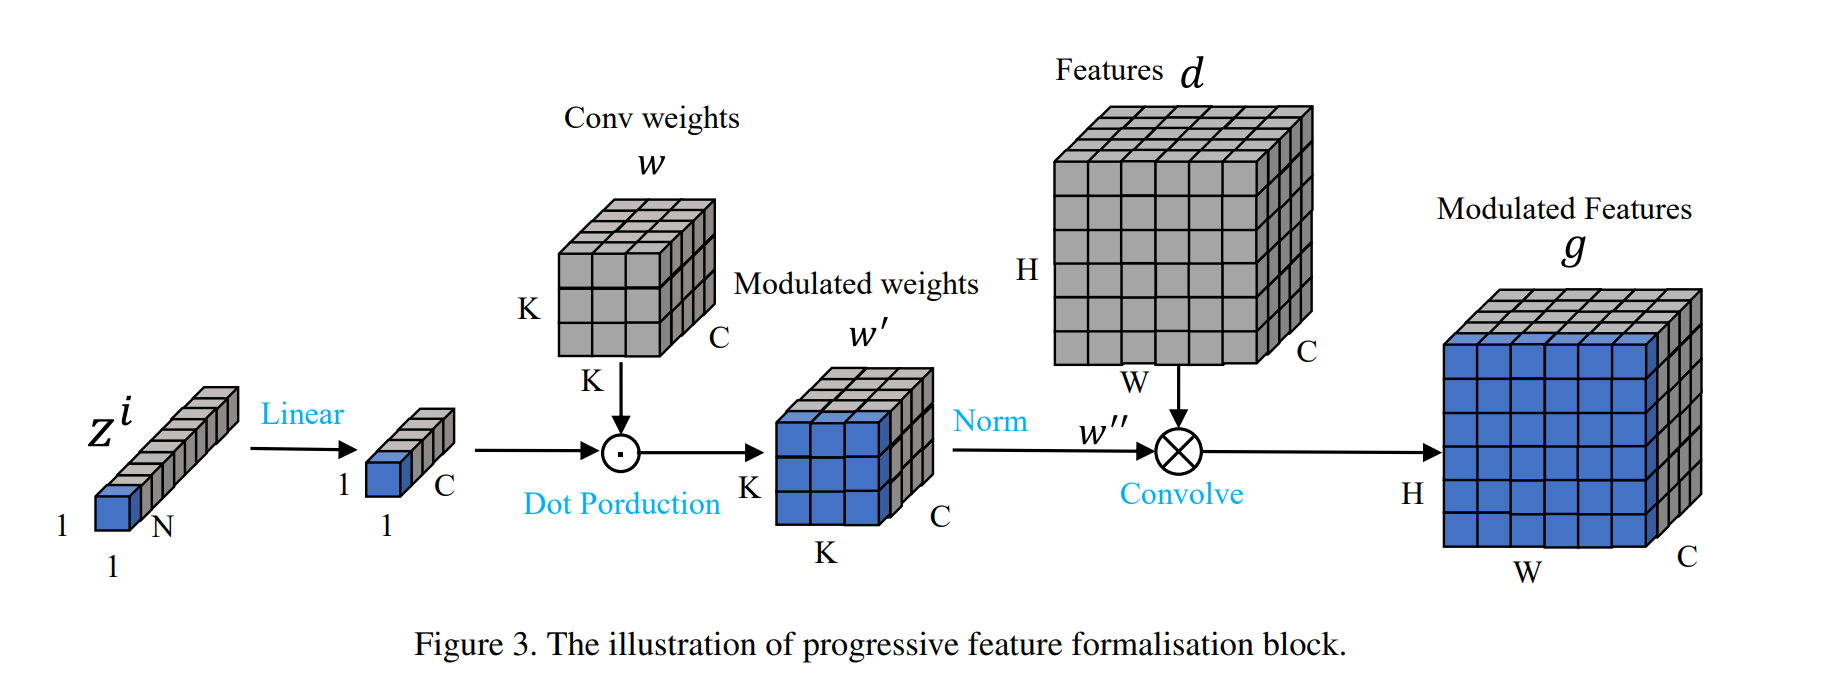 Features d
Conv weights
w
Modulated Features
g
K
Modulated weights
H
C
w′
C
K
W
z^i
Linear
Norm
w′′
1
C
K
Dot Porduction
Convolve
H
1
N
1
C
K
W
C
1
Figure 3. The illustration of progressive feature formalisation block.